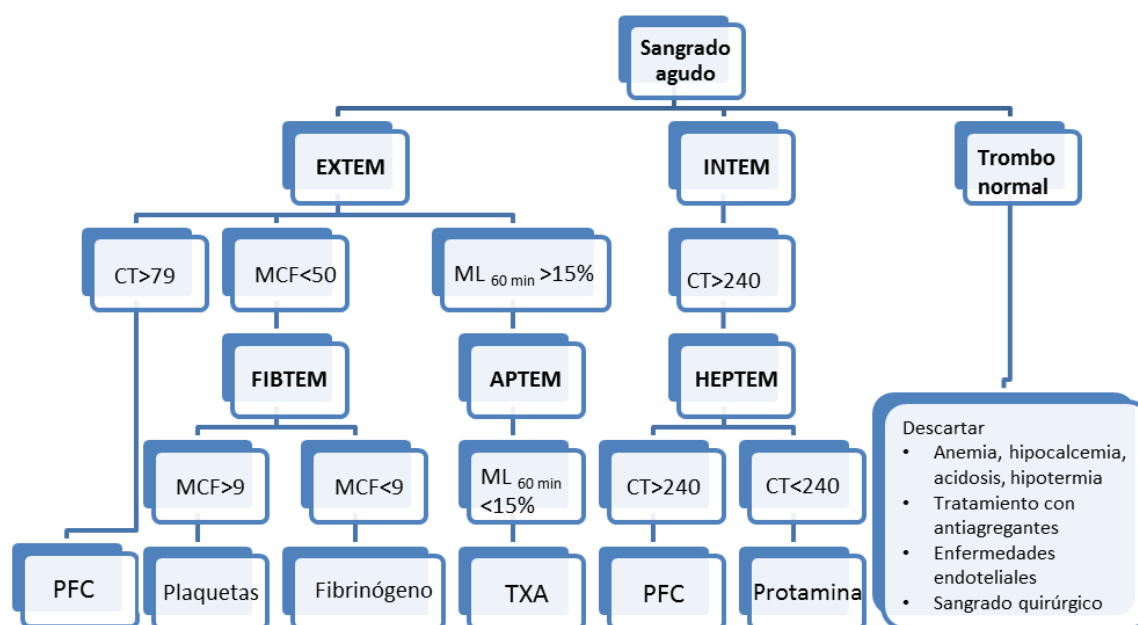 Sangrado
agudo
EXTEM
INTEM
Trombo
normal
CT>79
MCF<50
ML 60 min >15%
CT>240
FIBTEM
APTEM
HEPTEM
MCF>9
MCF<9
ML 60 min
<15%
CT>240
CT<240
PFC
Plaquetas
Fibrinógeno
TXA
PFC
Protamina
Descartar
• Anemia, hipocalcemia,
acidosis, hipotermia
• Tratamiento con
antiagregantes
• Enfermedades
endoteliales
• Sangrado quirúrgico